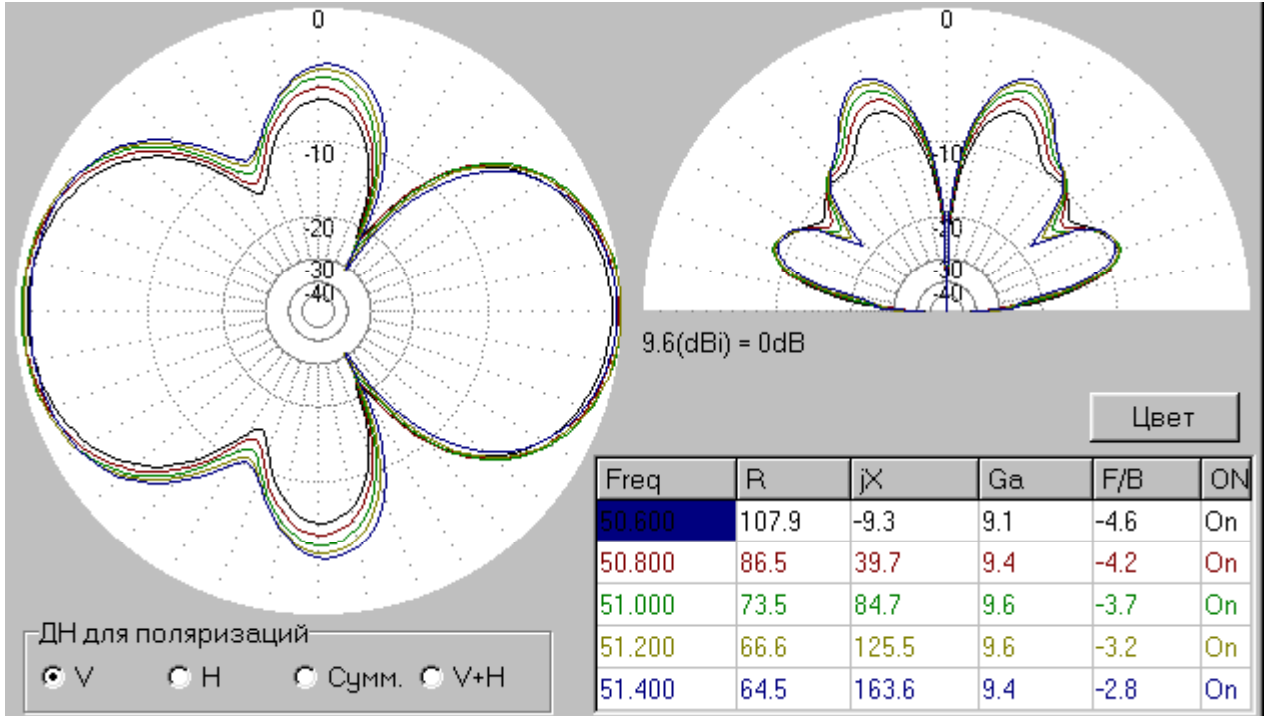 0
-10
-20
-30
-40
0
-10
-20
-30
-40
9.6(dBi) = 0dB
Цвет
Freq R jX Ga F/B ON
50.600 107.9 -9.3 9.1 -4.6 On
50.800 86.5 39.7 9.4 -4.2 On
51.000 73.5 84.7 9.6 -3.7 On
51.200 66.6 125.5 9.6 -3.2 On
51.400 64.5 163.6 9.4 -2.8 On
ДН для поляризаций
V H Сумм. V+H